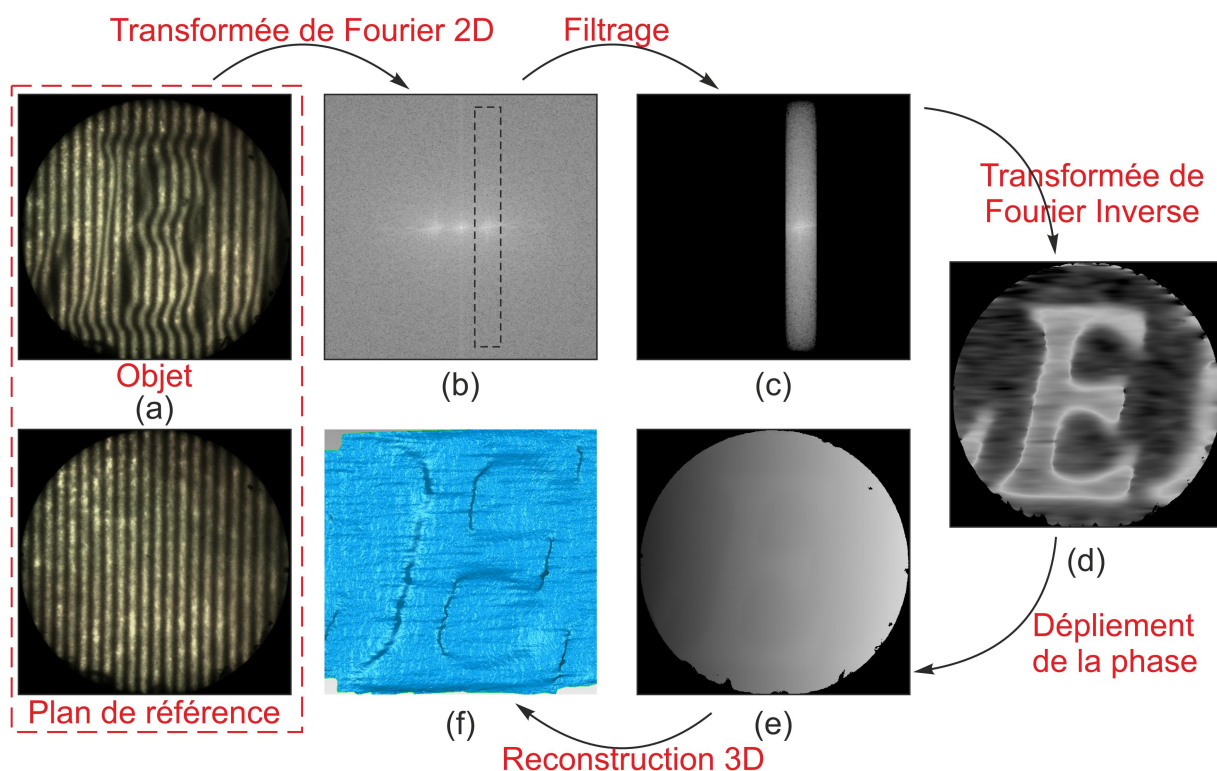 Transformée de Fourier 2D
Filtrage
Transformée de
Fourier Inverse
Objet
(a)
(b)
(c)
(d)
Dépliement
de la phase
Plan de référence
(f)
(e)
Reconstruction 3D